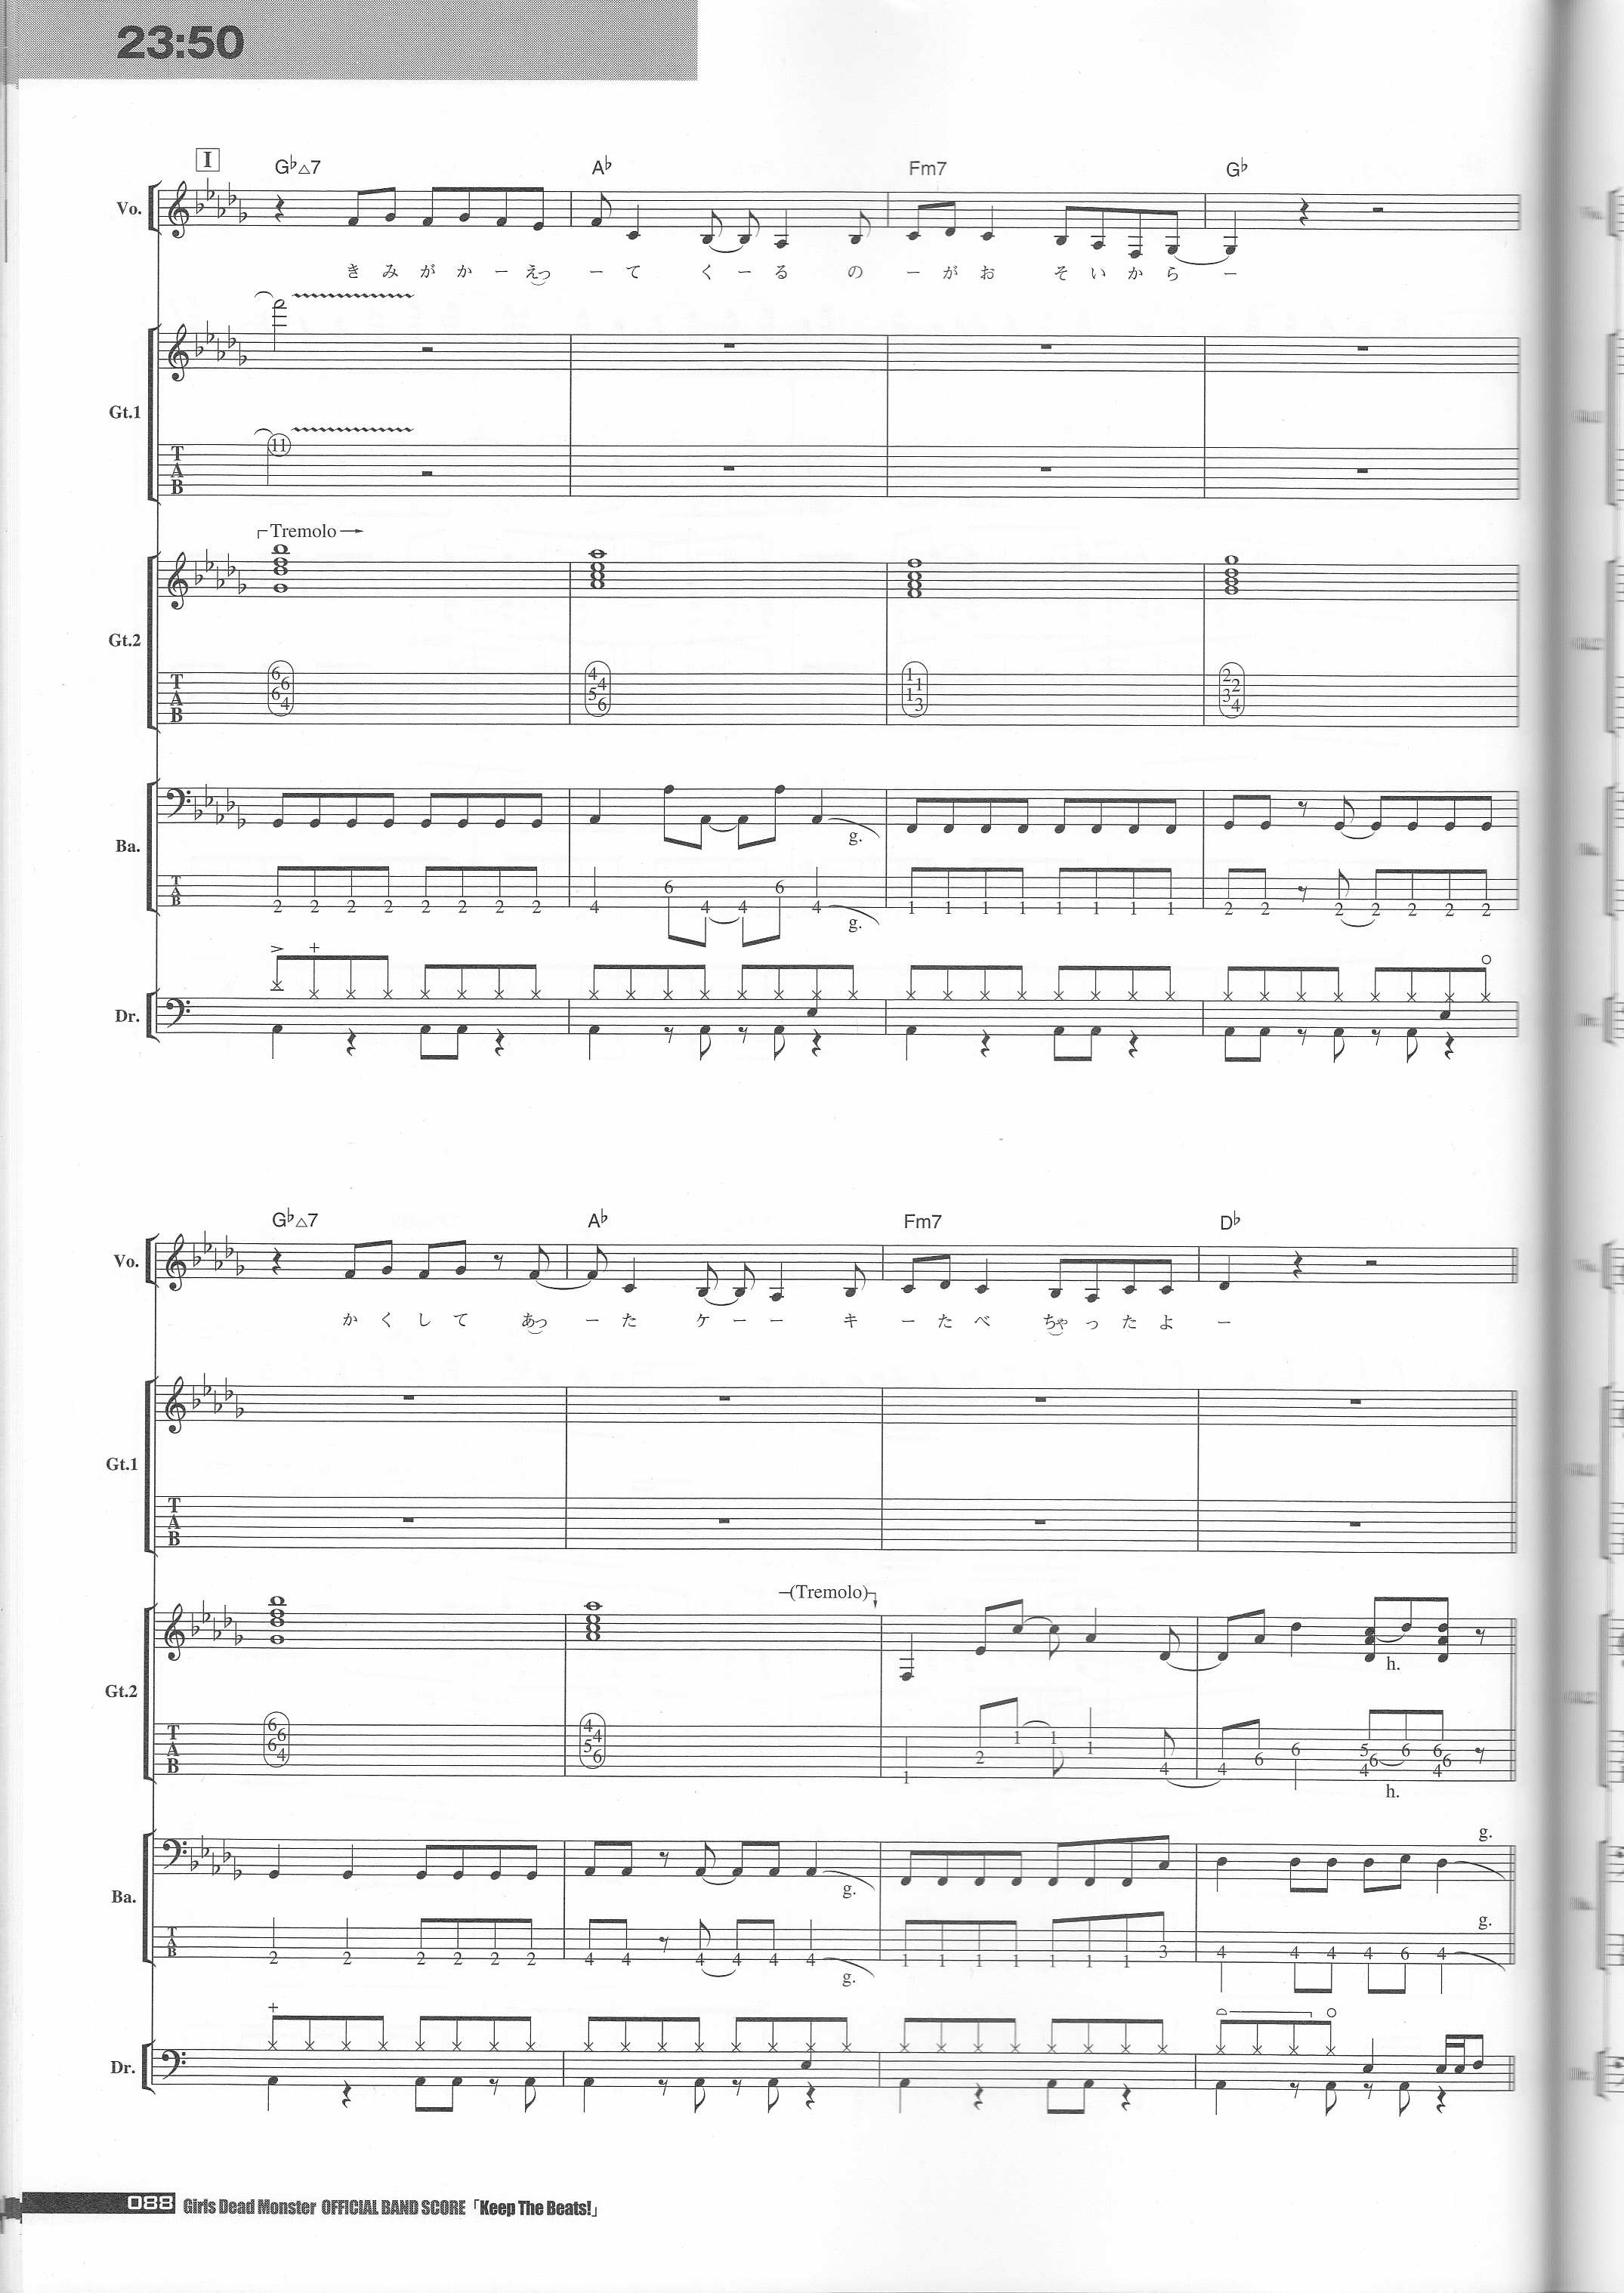 23:50
I
G♭△7 A♭ Fm7 G♭
Vo.
き み が か ー えっ ー て く ー る の ー が お そ い か ら ー
Gt.1
11
T
A
B
Tremolo
Gt.2
6 4 1 2
6 4 1 2
6 5 1 3
4 6 3 4
T
A
B
Ba.
g.
6 6
2 2 2 2 2 2 2 2 4 4 4 4 1 1 1 1 1 1 1 1 2 2 2 2 2 2 2
g.
T
A
B
Dr.
G♭△7 A♭ Fm7 D♭
Vo.
か く し て あっ ー た ケ ー ー キ ー た べ ちゃ っ た よ ー
Gt.1
T
A
B
(Tremolo)
Gt.2
h.
6 4
6 4 1 1
6 5 2 1 6 5 6 6
4 6 4 4 6 6 6
1 4 4
h.
T
A
B
Ba.
g.
g.
g.
2 2 2 2 2 2 4 4 4 4 4 4 1 1 1 1 1 1 1 3 4 4 4 4 6 4
g.
T
A
B
Dr.
088 Girls Dead Monster OFFICIAL BAND SCORE「Keep The Beats!」